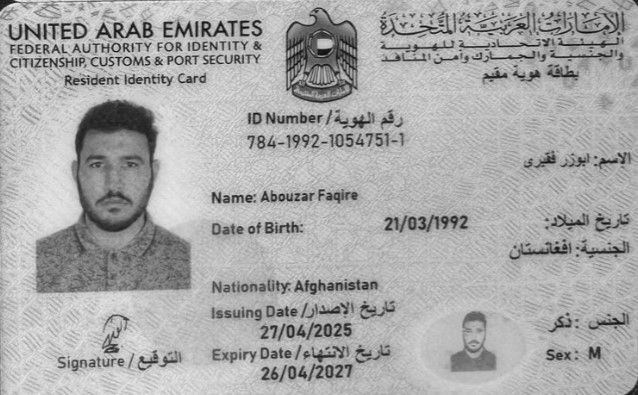 UNITED ARAB EMIRATES
FEDERAL AUTHORITY FOR IDENTITY &
CITIZENSHIP, CUSTOMS & PORT SECURITY
Resident Identity Card
الإمارات العربية المتحدة
الهيئة الاتحادية للهوية
والجنسية والجمارك وأمن المنافذ
بطاقة هوية مقيم
ID Number / رقم الهوية
784-1992-1054751-1
الإسم: ابوزر فقیری
Name: Abouzar Faqire
Date of Birth: 21/03/1992 تاريخ الميلاد:
الجنسية: افغانستان
Nationality: Afghanistan
Issuing Date / تاريخ الإصدار
27/04/2025
الجنس: ذكر
Signature / التوقيع
Expiry Date / تاريخ الانتهاء
26/04/2027
Sex: M